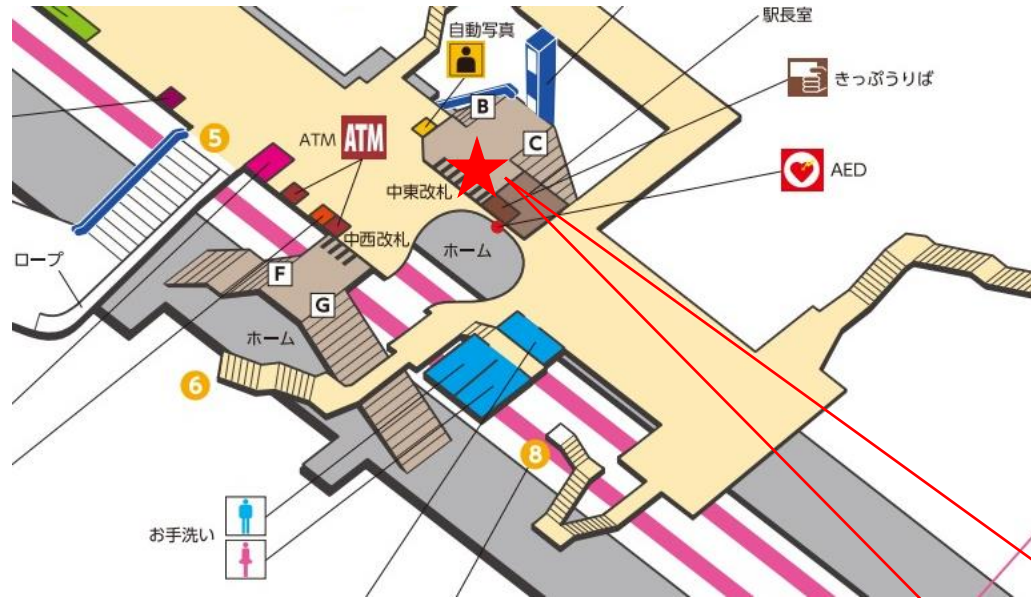 駅長室
自動写真
きっぷうりば
B
ATM
ATM
C
5
AED
中東改札
中西改札
ホーム
ロープ
F
G
ホーム
6
8
お手洗い